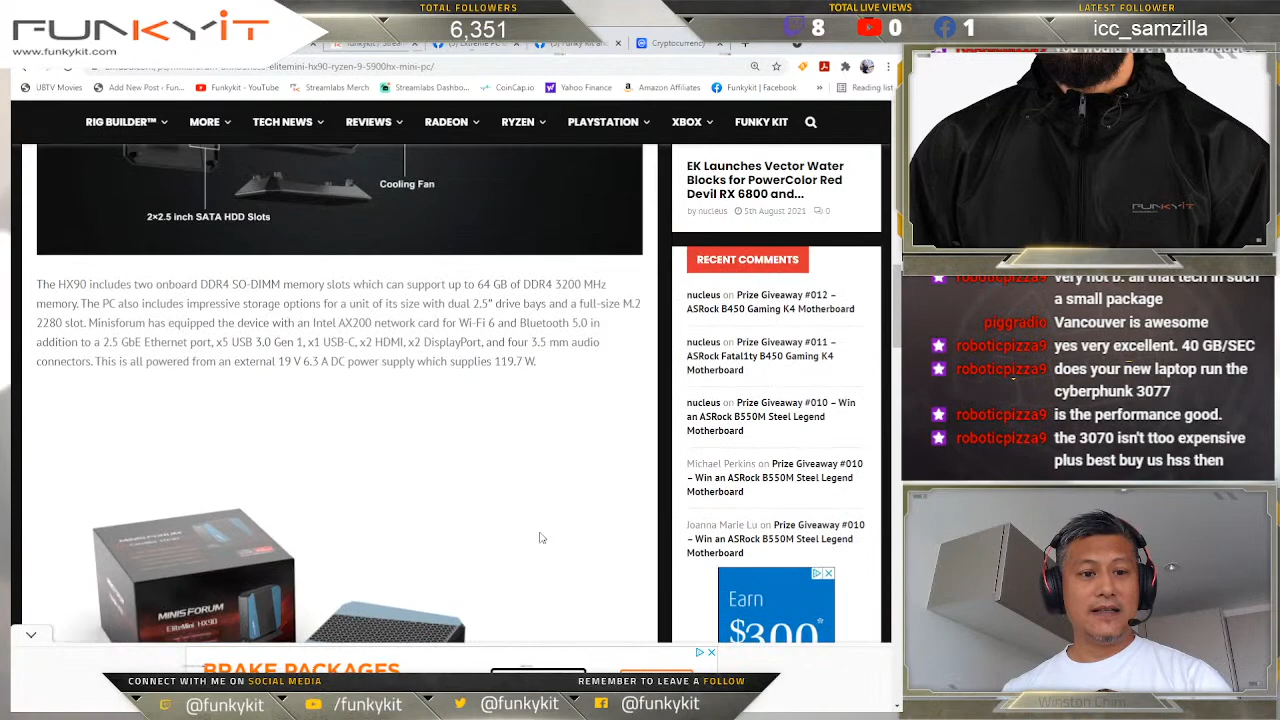 FUNKYiT
www.funkykit.com
TOTAL FOLLOWERS
6,351
TOTAL LIVE VIEWS
8
0
1
LATEST FOLLOWER
icc_samzilla
Cryptocurrency
-elitemini-hx90-ryzen-9-5900hx-mini-pc/
UBTV Movies
Add New Post ‹ Fun...
Funkykit - YouTube
Streamlabs Merch
Streamlabs Dashbo...
CoinCap.io
Yahoo Finance
Amazon Affiliates
Funkykit | Facebook
»
Reading list
RIG BUILDER™
MORE
TECH NEWS
REVIEWS
RADEON
RYZEN
PLAYSTATION
XBOX
FUNKY KIT
Cooling Fan
2×2.5 inch SATA HDD Slots
The HX90 includes two onboard DDR4 SO-DIMM memory slots which can support up to 64 GB of DDR4 3200 MHz
memory. The PC also includes impressive storage options for a unit of its size with dual 2.5″ drive bays and a full-size M.2
2280 slot. Minisforum has equipped the device with an Intel AX200 network card for Wi-Fi 6 and Bluetooth 5.0 in
addition to a 2.5 GbE Ethernet port, x5 USB 3.0 Gen 1, x1 USB-C, x2 HDMI, x2 DisplayPort, and four 3.5 mm audio
connectors. This is all powered from an external 19 V 6.3 A DC power supply which supplies 119.7 W.
MINIS FORUM
EliteMini HX90
EK Launches Vector Water
Blocks for PowerColor Red
Devil RX 6800 and...
by nucleus 5th August 2021 0
RECENT COMMENTS
nucleus on Prize Giveaway #012 –
ASRock B450 Gaming K4 Motherboard
nucleus on Prize Giveaway #011 –
ASRock Fatal1ty B450 Gaming K4
Motherboard
nucleus on Prize Giveaway #010 – Win
an ASRock B550M Steel Legend
Motherboard
Michael Perkins on Prize Giveaway #010
– Win an ASRock B550M Steel Legend
Motherboard
Joanna Marie Lu on Prize Giveaway #010
– Win an ASRock B550M Steel Legend
Motherboard
Earn
$300*
BRAKE PACKAGES
FUNKYiT
a small package
piggradio Vancouver is awesome
roboticpizza9 yes very excellent. 40 GB/SEC
roboticpizza9 does your new laptop run the
cyberphunk 3077
roboticpizza9 is the performance good.
roboticpizza9 the 3070 isn't ttoo expensive
plus best buy us hss then
CONNECT WITH ME ON SOCIAL MEDIA
REMEMBER TO LEAVE A FOLLOW
@funkykit
/funkykit
@funkykit
@funkykit